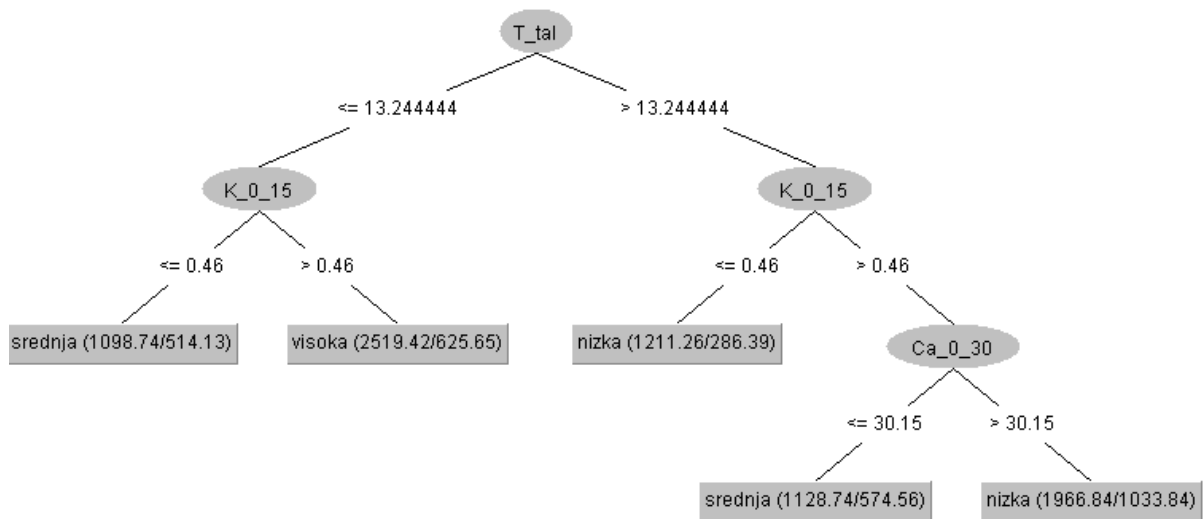 T_tal
<= 13.244444 > 13.244444
K_0_15 K_0_15
<= 0.46 > 0.46 <= 0.46 > 0.46
srednja (1098.74/514.13) visoka (2519.42/625.65) nizka (1211.26/286.39) Ca_0_30
<= 30.15 > 30.15
srednja (1128.74/574.56) nizka (1966.84/1033.84)